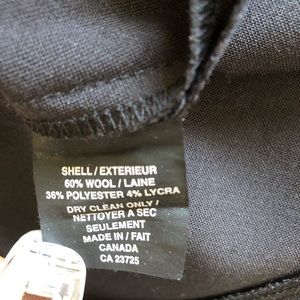 SHELL / EXTERIEUR
60% WOOL / LAINE
36% POLYESTER 4% LYCRA
DRY CLEAN ONLY /
NETTOYER A SEC
SEULEMENT
MADE IN / FAIT
CANADA
CA 23725